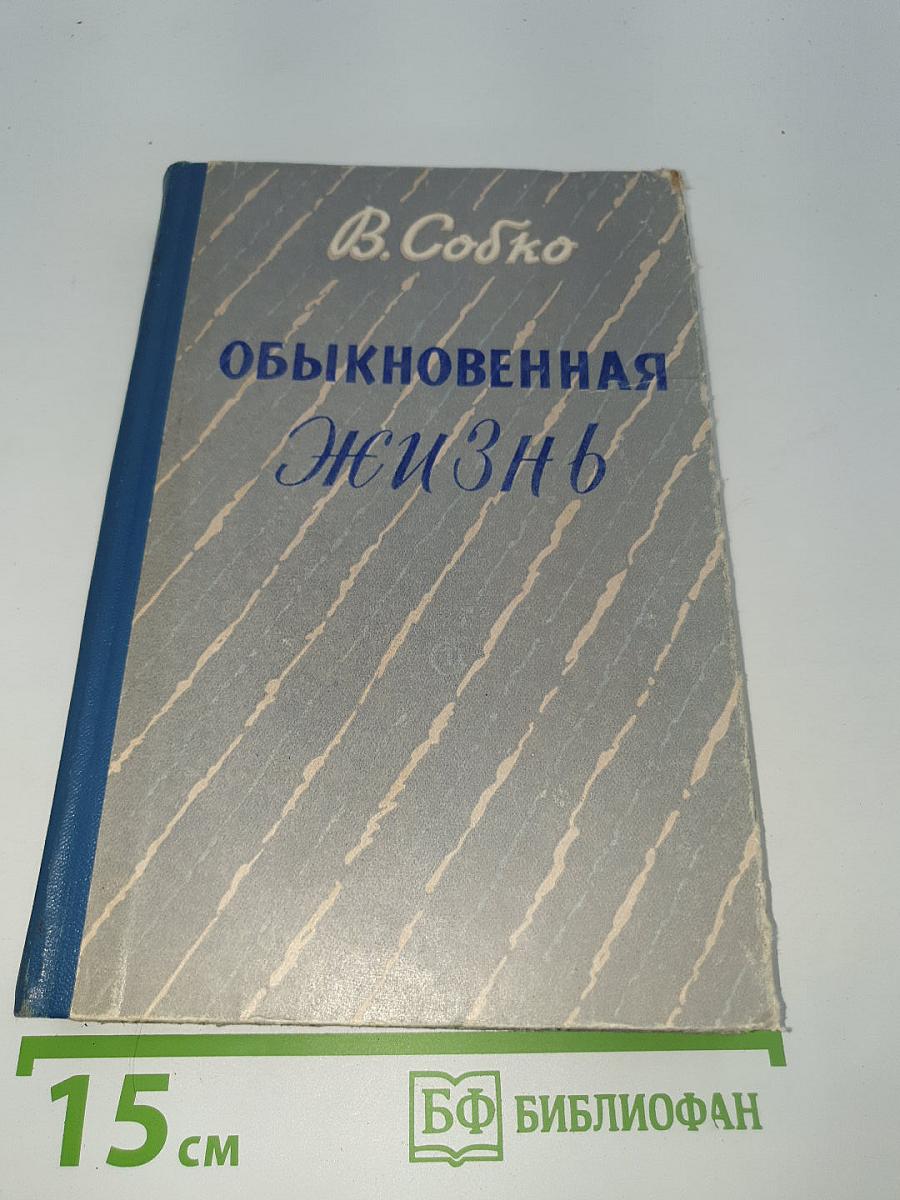 В. Собко
ОБЫКНОВЕННАЯ
ЖИЗНЬ
15 см
БФ БИБЛИОФАН